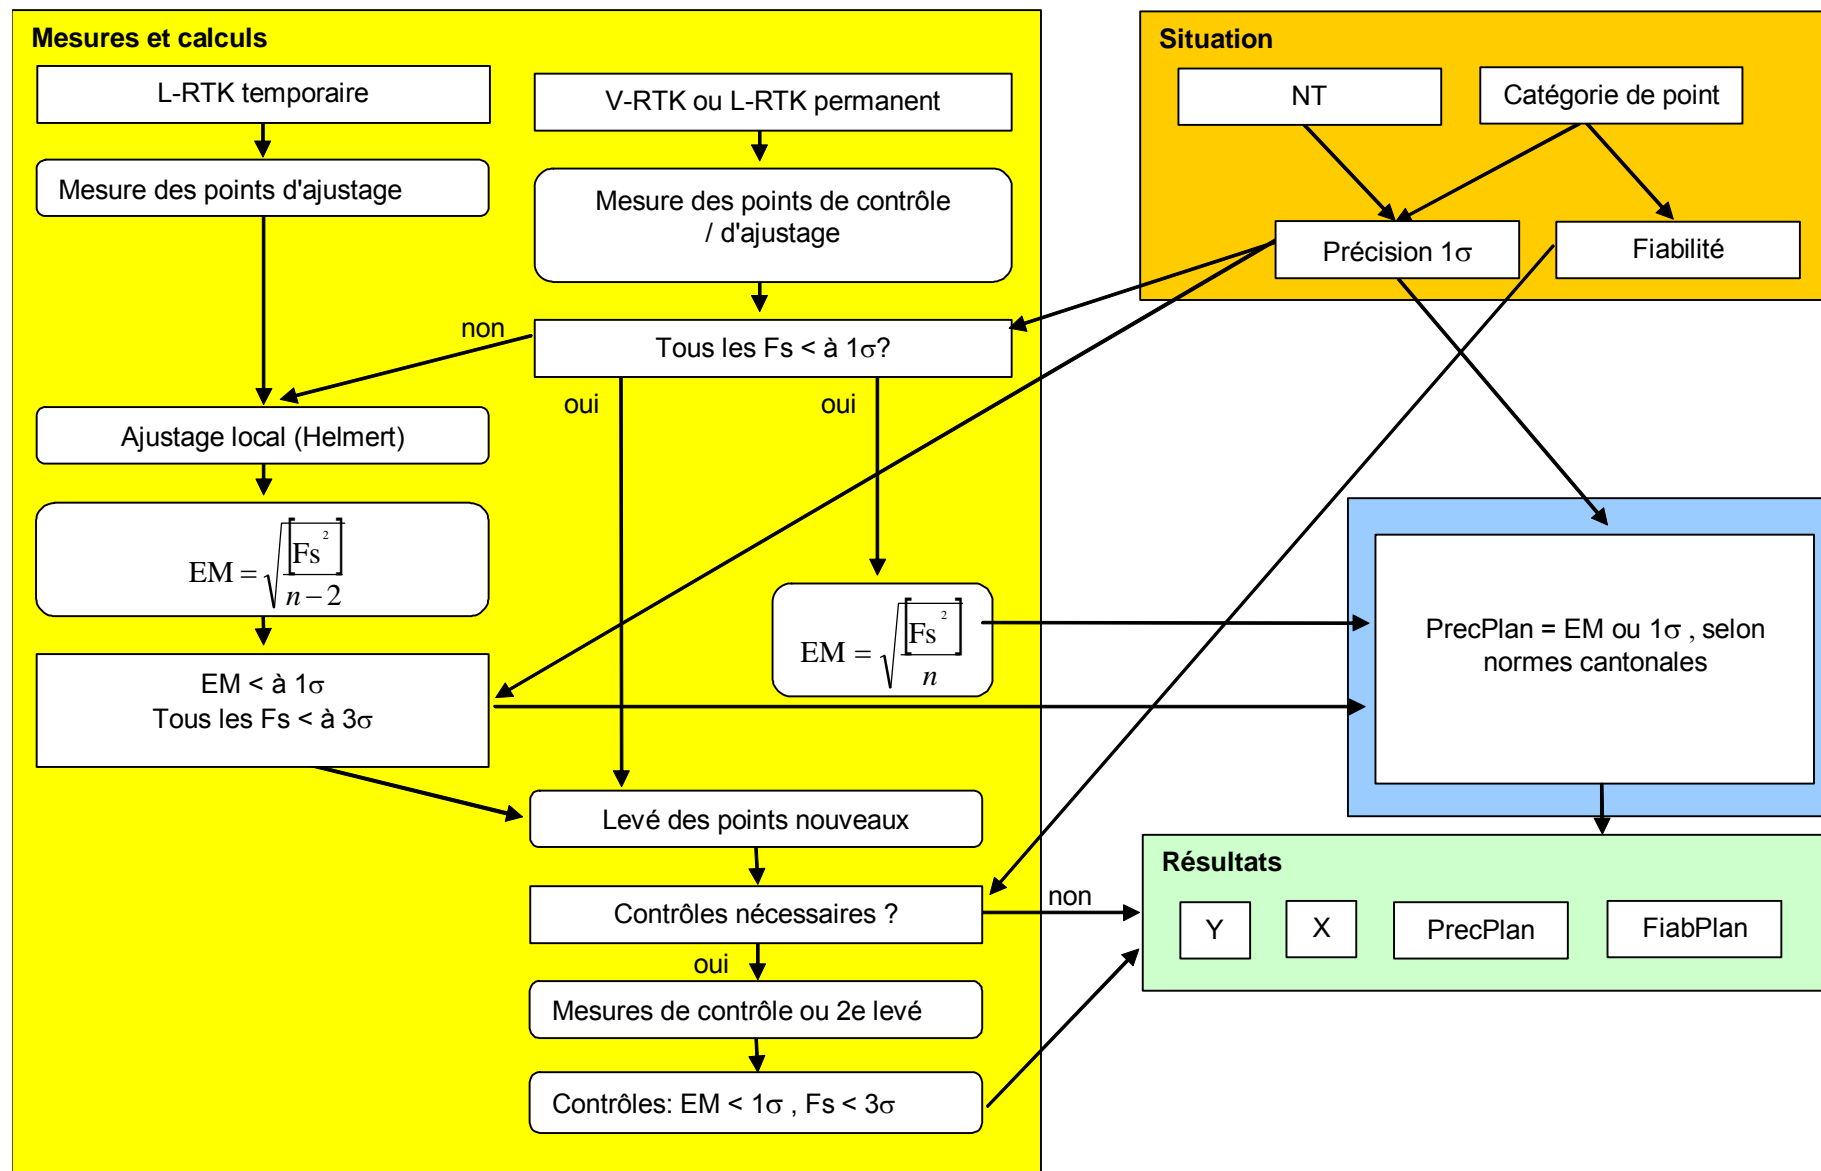 Mesures et calculs
L-RTK temporaire
V-RTK ou L-RTK permanent
Mesure des points d'ajustage
Mesure des points de contrôle
/ d'ajustage
non
Tous les Fs < à 1σ?
oui
oui
Ajustage local (Helmert)
EM = √([Fs²] / n − 2)
EM = √([Fs²] / n)
EM < à 1σ
Tous les Fs < à 3σ
Levé des points nouveaux
Contrôles nécessaires ?
non
oui
Mesures de contrôle ou 2e levé
Contrôles: EM < 1σ , Fs < 3σ
Situation
NT
Catégorie de point
Précision 1σ
Fiabilité
PrecPlan = EM ou 1σ , selon
normes cantonales
Résultats
Y
X
PrecPlan
FiabPlan